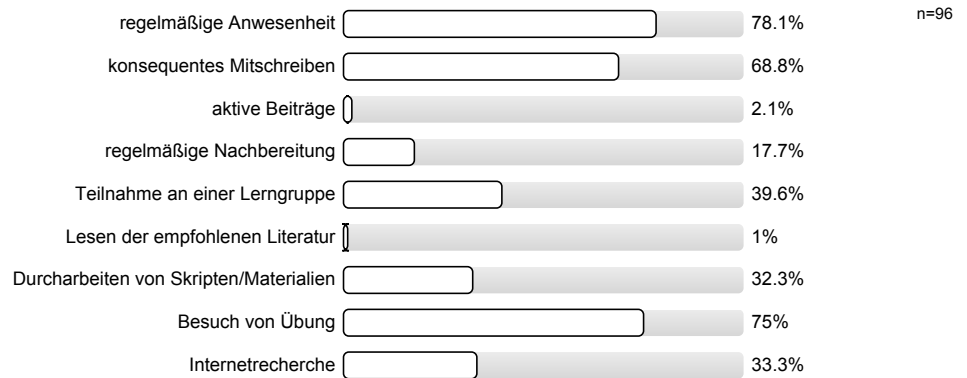 regelmäßige Anwesenheit 78.1% n=96
konsequentes Mitschreiben 68.8%
aktive Beiträge 2.1%
regelmäßige Nachbereitung 17.7%
Teilnahme an einer Lerngruppe 39.6%
Lesen der empfohlenen Literatur 1%
Durcharbeiten von Skripten/Materialien 32.3%
Besuch von Übung 75%
Internetrecherche 33.3%